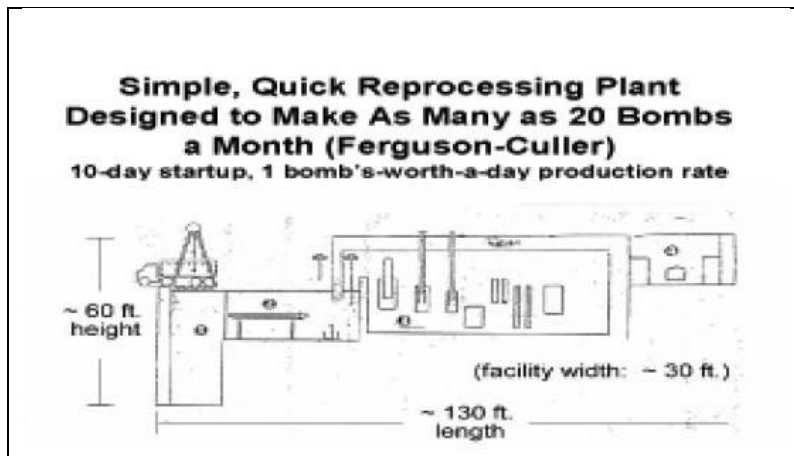 Simple, Quick Reprocessing Plant
Designed to Make As Many as 20 Bombs
a Month (Ferguson-Culler)
10-day startup, 1 bomb's-worth-a-day production rate
~ 60 ft.
height
(facility width: ~ 30 ft.)
~ 130 ft.
length